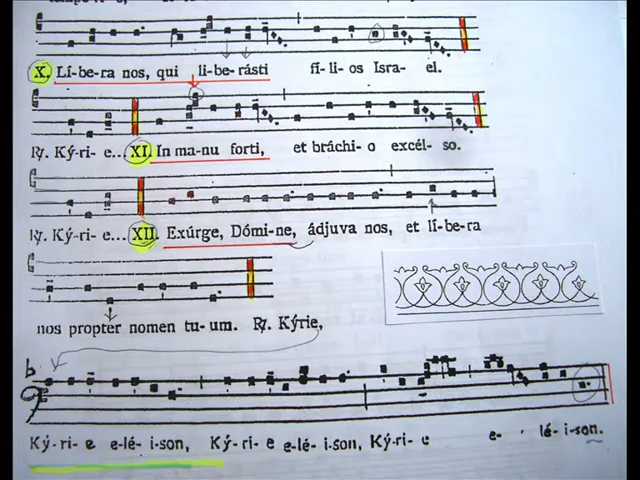 X. Lí-be-ra nos, qui li-be-rásti fí-li-os Isra- el.
℟. Ký-ri- e... XI. In ma-nu forti, et bráchi-o excél-so.
℟. Ký-ri- e... XII. Exúrge, Dómi-ne, ádjuva nos, et lí-be-ra
nos propter nomen tu-um. ℟. Kýrie,
Ký-ri-e e-lé-i-son, Ký-ri-e e-lé-i-son, Ký-ri-e e- lé-i-son.